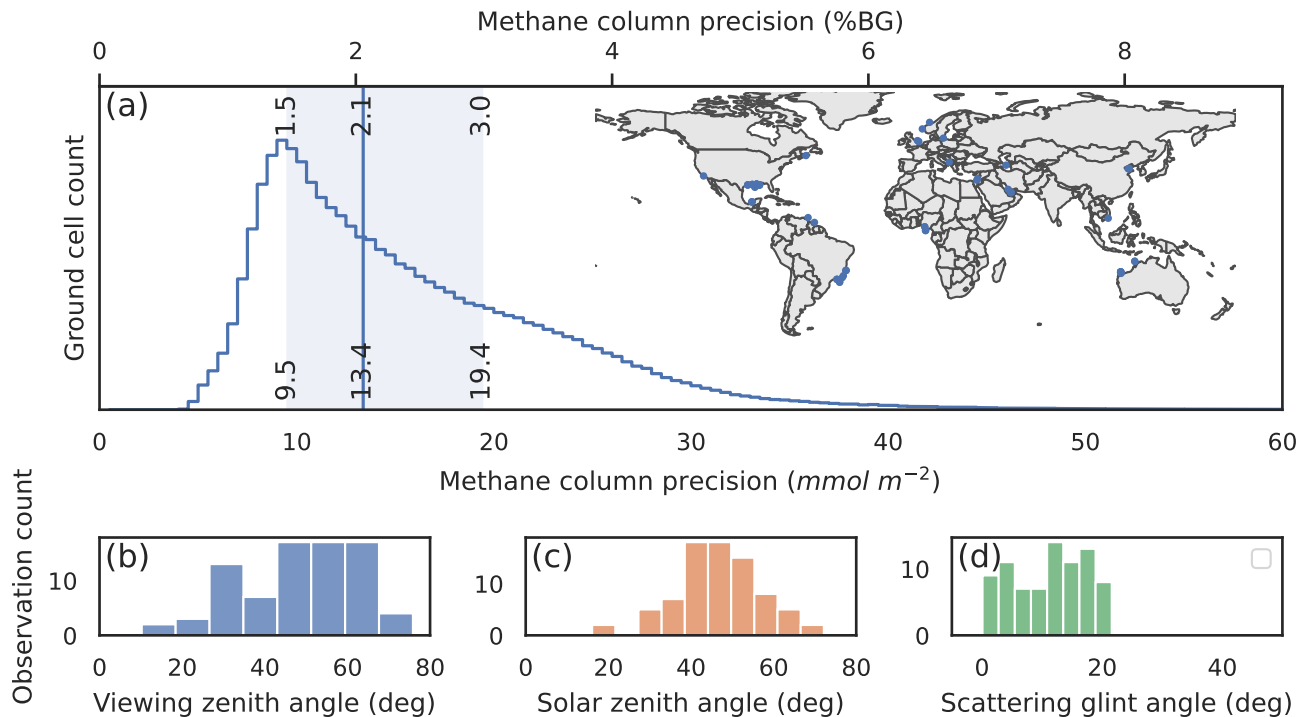 Methane column precision (%BG)
0 2 4 6 8
(a)
1.5 2.1 3.0
Ground cell count
9.5 13.4 19.4
0 10 20 30 40 50 60
Methane column precision (mmol m⁻²)
Observation count
(b) (c) (d)
10 10 10
0 0 0
0 20 40 60 80 0 20 40 60 80 0 20 40
Viewing zenith angle (deg) Solar zenith angle (deg) Scattering glint angle (deg)